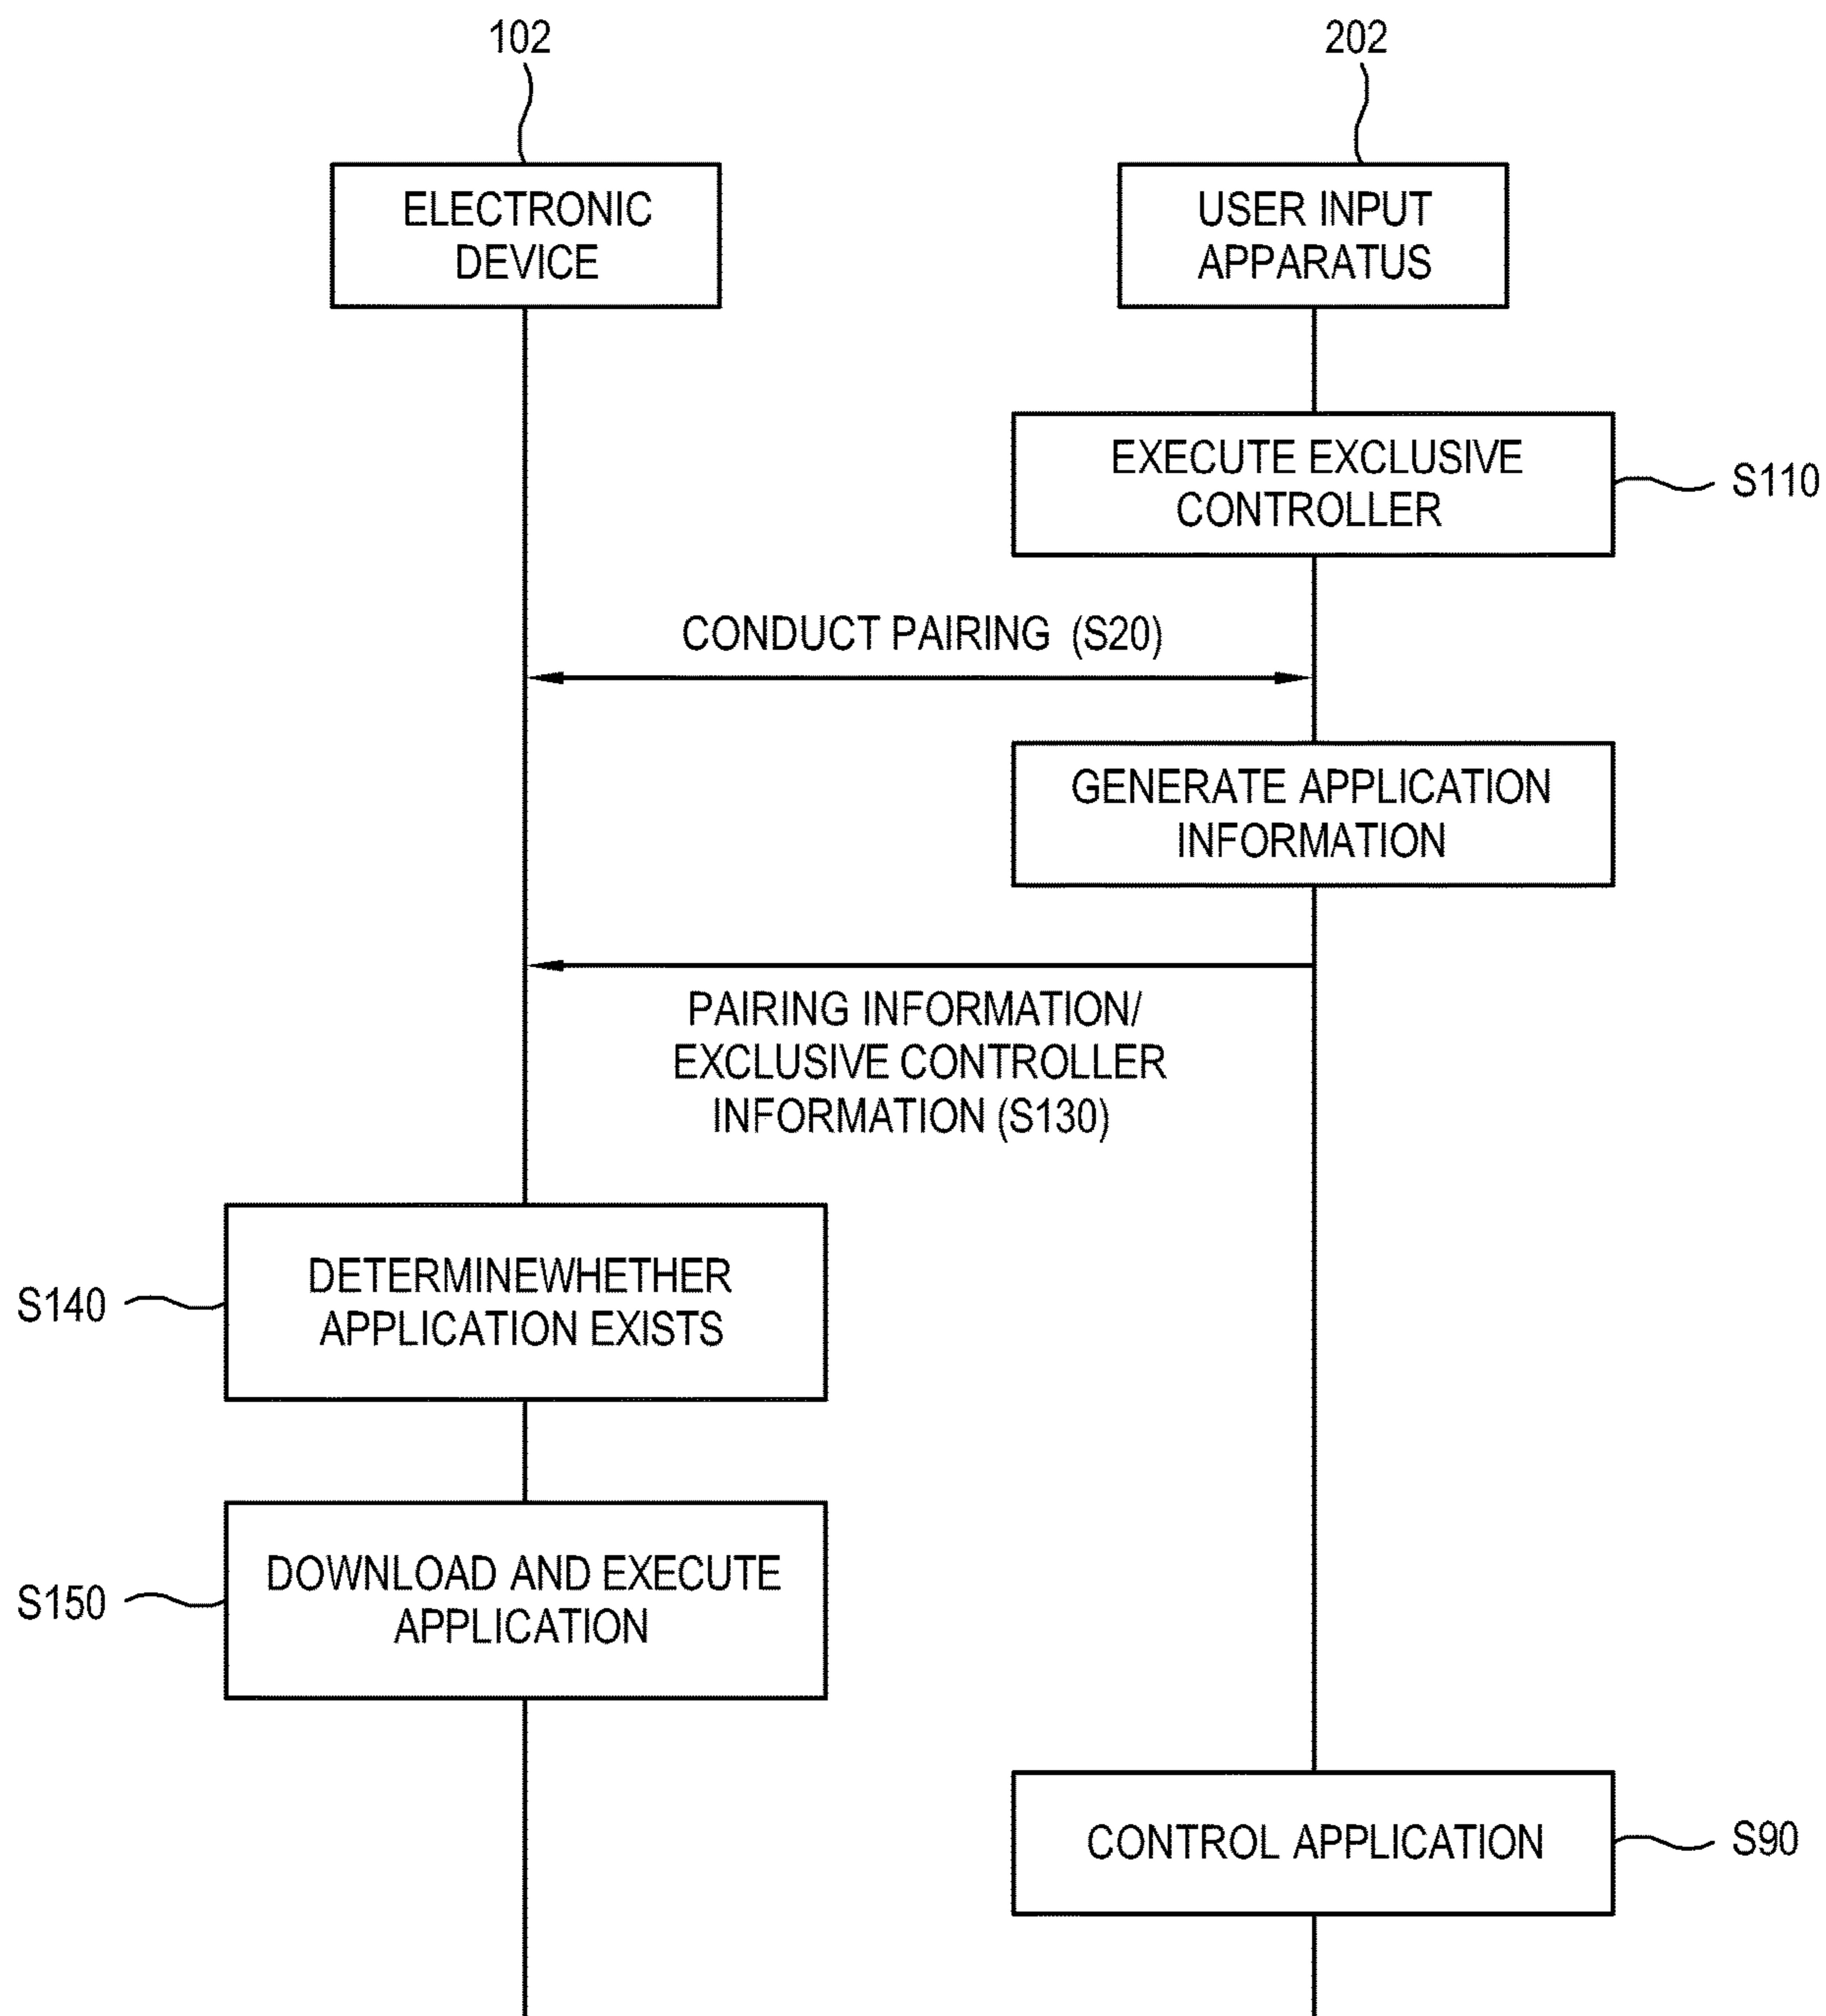 102
202
ELECTRONIC
DEVICE
USER INPUT
APPARATUS
EXECUTE EXCLUSIVE
CONTROLLER
S110
CONDUCT PAIRING (S20)
GENERATE APPLICATION
INFORMATION
PAIRING INFORMATION/
EXCLUSIVE CONTROLLER
INFORMATION (S130)
S140
DETERMINEWHETHER
APPLICATION EXISTS
S150
DOWNLOAD AND EXECUTE
APPLICATION
CONTROL APPLICATION
S90